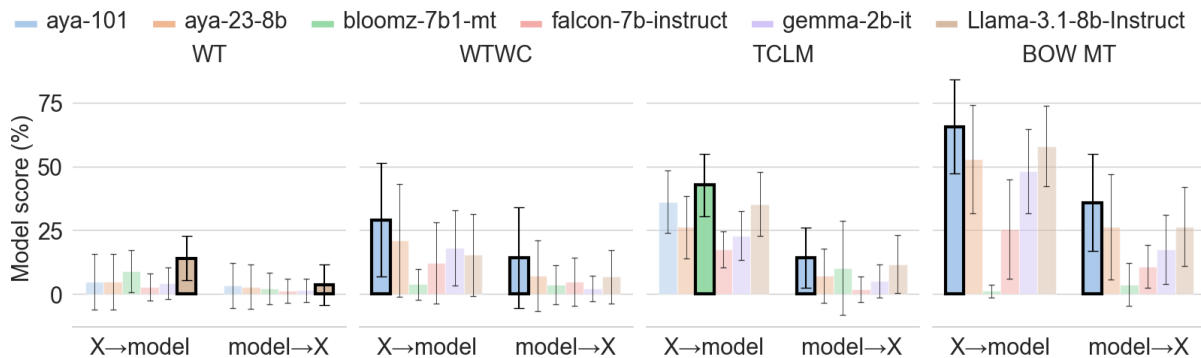 aya-101 aya-23-8b bloomz-7b1-mt falcon-7b-instruct gemma-2b-it Llama-3.1-8b-Instruct
WT WTWC TCLM BOW MT
Model score (%)
75
50
25
0
X→model model→X X→model model→X X→model model→X X→model model→X